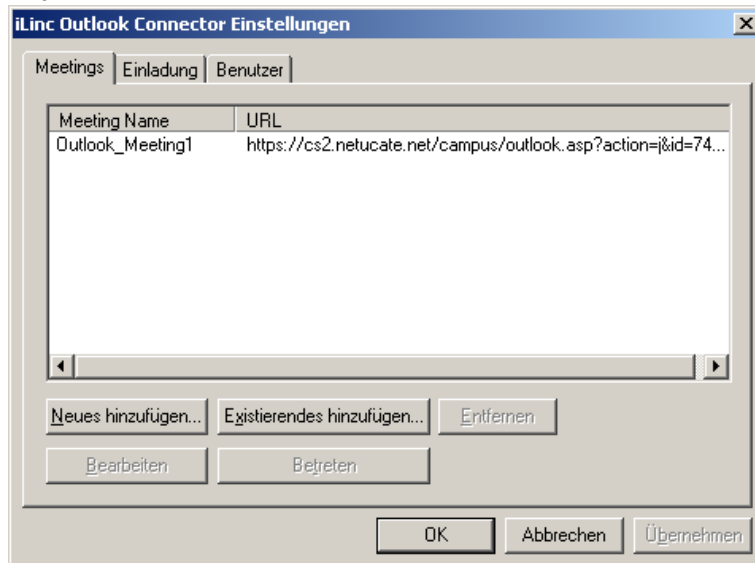 iLinc Outlook Connector Einstellungen
Meetings Einladung Benutzer
Meeting Name URL
Outlook_Meeting1 https://cs2.netucate.net/campus/outlook.asp?action=j&id=74...
Neues hinzufügen... Existierendes hinzufügen... Entfernen
Bearbeiten Betreten
OK Abbrechen Übernehmen